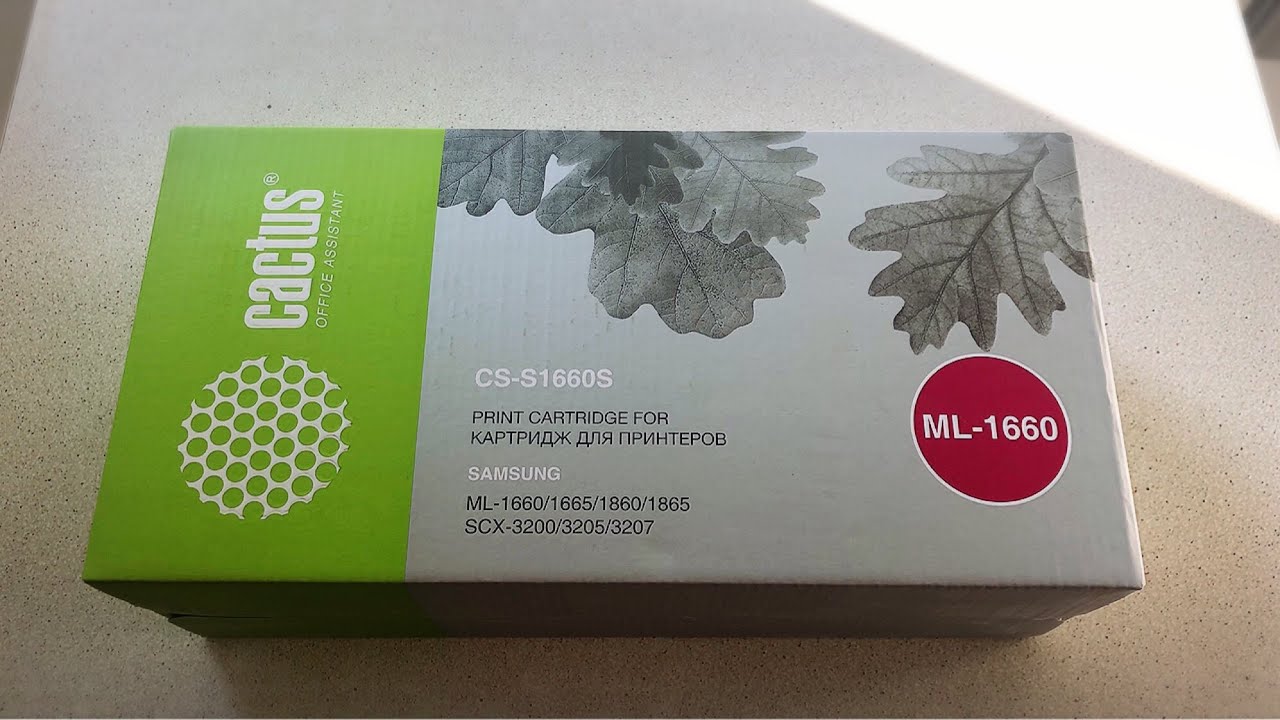 cactus®
OFFICE ASSISTANT
CS-S1660S
PRINT CARTRIDGE FOR
КАРТРИДЖ ДЛЯ ПРИНТЕРОВ
SAMSUNG
ML-1660/1665/1860/1865
SCX-3200/3205/3207
ML-1660